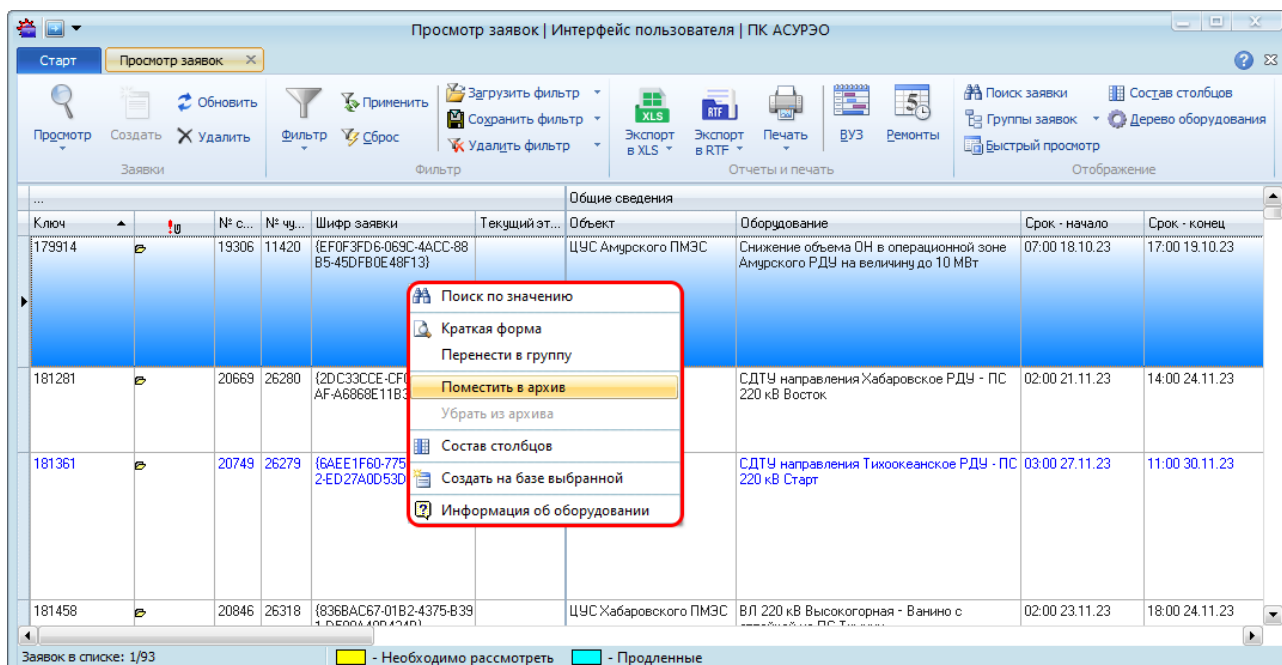 Просмотр заявок | Интерфейс пользователя | ПК АСУРЭО
Старт
Просмотр заявок
Просмотр
Создать
Обновить
Удалить
Заявки
Фильтр
Применить
Сброс
Загрузить фильтр
Сохранить фильтр
Удалить фильтр
Фильтр
XLS
Экспорт в XLS
RTF
Экспорт в RTF
Печать
ВУЗ
5
Ремонты
Отчеты и печать
Поиск заявки
Группы заявок
Быстрый просмотр
Состав столбцов
Дерево оборудования
Отображение
...
Общие сведения
Ключ
№ с...
№ чу...
Шифр заявки
Текущий эт...
Объект
Оборудование
Срок - начало
Срок - конец
179914
19306
11420
{EF0F3FD6-069C-4ACC-88
B5-45DFB0E48F13}
ЦУС Амурского ПМЭС
Снижение объема ОН в операционной зоне
Амурского РДУ на величину до 10 МВт
07:00 18.10.23
17:00 19.10.23
Поиск по значению
Краткая форма
Перенести в группу
Поместить в архив
Убрать из архива
Состав столбцов
Создать на базе выбранной
Информация об оборудовании
181281
20669
26280
{2DC33CCE-CF
AF-A6868E11B3
СДТУ направления Хабаровское РДУ - ПС
220 кВ Восток
02:00 21.11.23
14:00 24.11.23
181361
20749
26279
{6AEE1F60-775
2-ED27A0D53D
СДТУ направления Тихоокеанское РДУ - ПС
220 кВ Старт
03:00 27.11.23
11:00 30.11.23
181458
20846
26318
{836BAC67-01B2-4375-B39
ЦУС Хабаровского ПМЭС
ВЛ 220 кВ Высокогорная - Ванино с
02:00 23.11.23
18:00 24.11.23
Заявок в списке: 1/93
- Необходимо рассмотреть
- Продленные